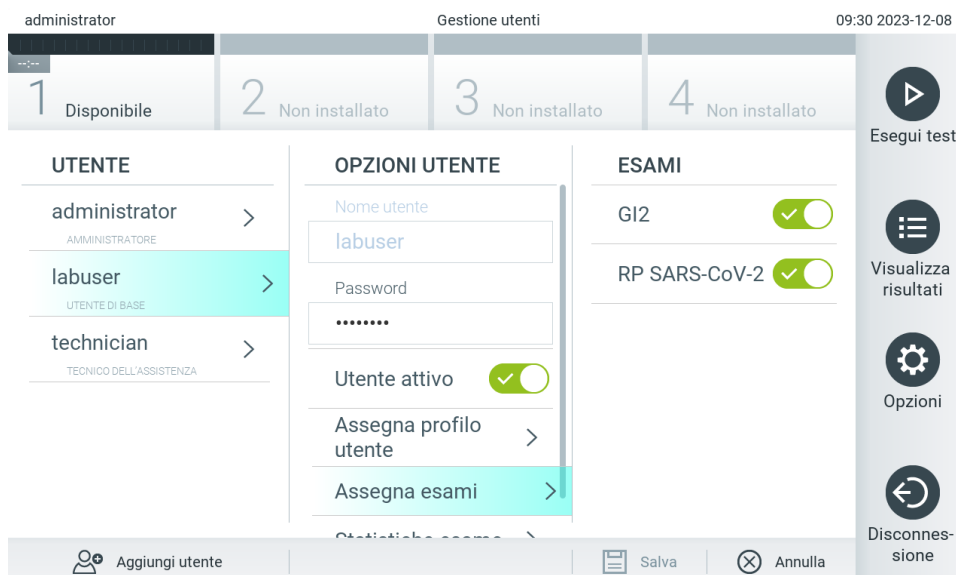 administrator
Gestione utenti
09:30 2023-12-08
--:--
1 Disponibile
2 Non installato
3 Non installato
4 Non installato
UTENTE
administrator
AMMINISTRATORE
labuser
UTENTE DI BASE
technician
TECNICO DELL'ASSISTENZA
OPZIONI UTENTE
Nome utente
labuser
Password
••••••••
Utente attivo
Assegna profilo
utente
Assegna esami
Statistiche esame
ESAMI
GI2
RP SARS-CoV-2
Esegui test
Visualizza
risultati
Opzioni
Disconnes-
sione
Aggiungi utente
Salva
Annulla